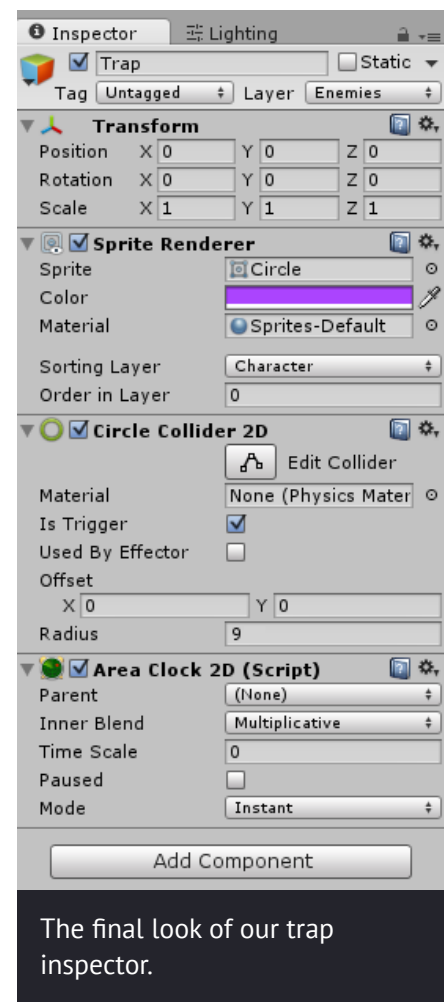 Inspector Lighting
Trap Static
Tag Untagged Layer Enemies
Transform
Position X 0 Y 0 Z 0
Rotation X 0 Y 0 Z 0
Scale X 1 Y 1 Z 1
Sprite Renderer
Sprite Circle
Color
Material Sprites-Default
Sorting Layer Character
Order in Layer 0
Circle Collider 2D
Edit Collider
Material None (Physics Mater
Is Trigger
Used By Effector
Offset
X 0 Y 0
Radius 9
Area Clock 2D (Script)
Parent (None)
Inner Blend Multiplicative
Time Scale 0
Paused
Mode Instant
Add Component
The final look of our trap
inspector.